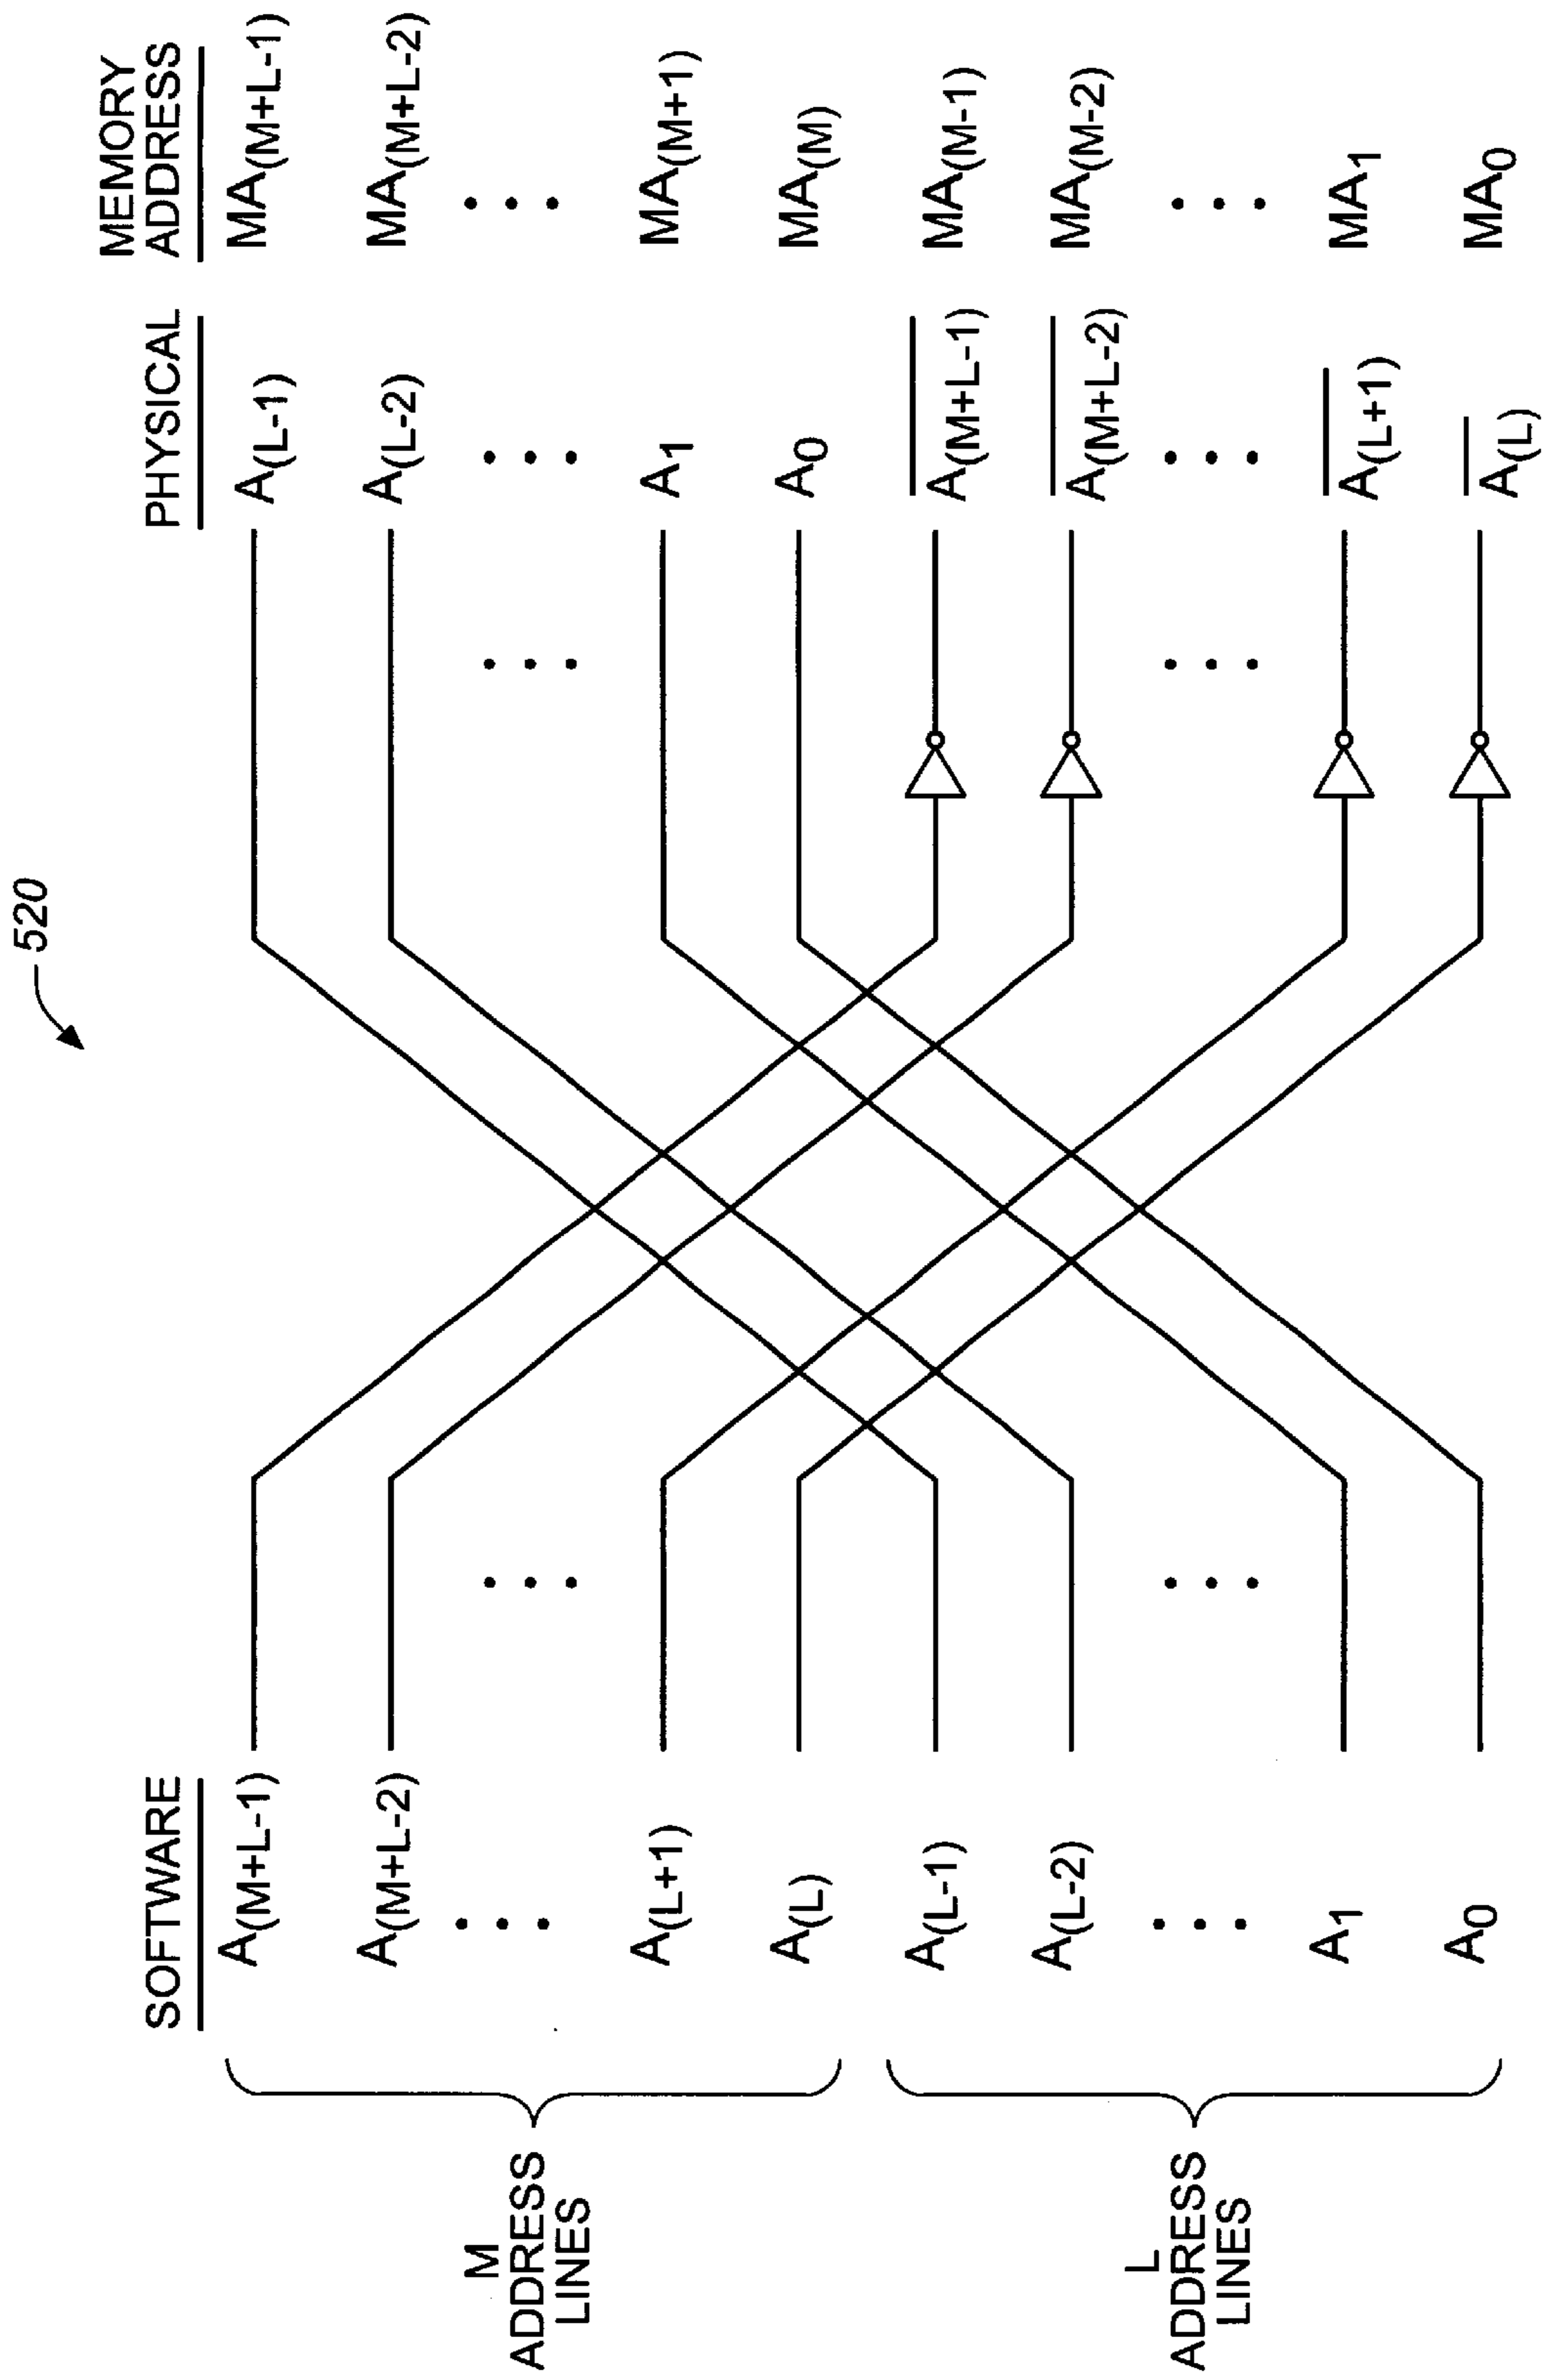 520
SOFTWARE PHYSICAL MEMORY ADDRESS
A(M+L-1) A(L-1) MA(M+L-1)
A(M+L-2) A(L-2) MA(M+L-2)
A(L+1) A1 MA(M+1)
A(L) A0 MA(M)
A(L-1) A̅(M+L-1) MA(M-1)
A(L-2) A̅(M+L-2) MA(M-2)
A1 A̅(L+1) MA1
A0 A̅(L) MA0
M
ADDRESS
LINES
L
ADDRESS
LINES